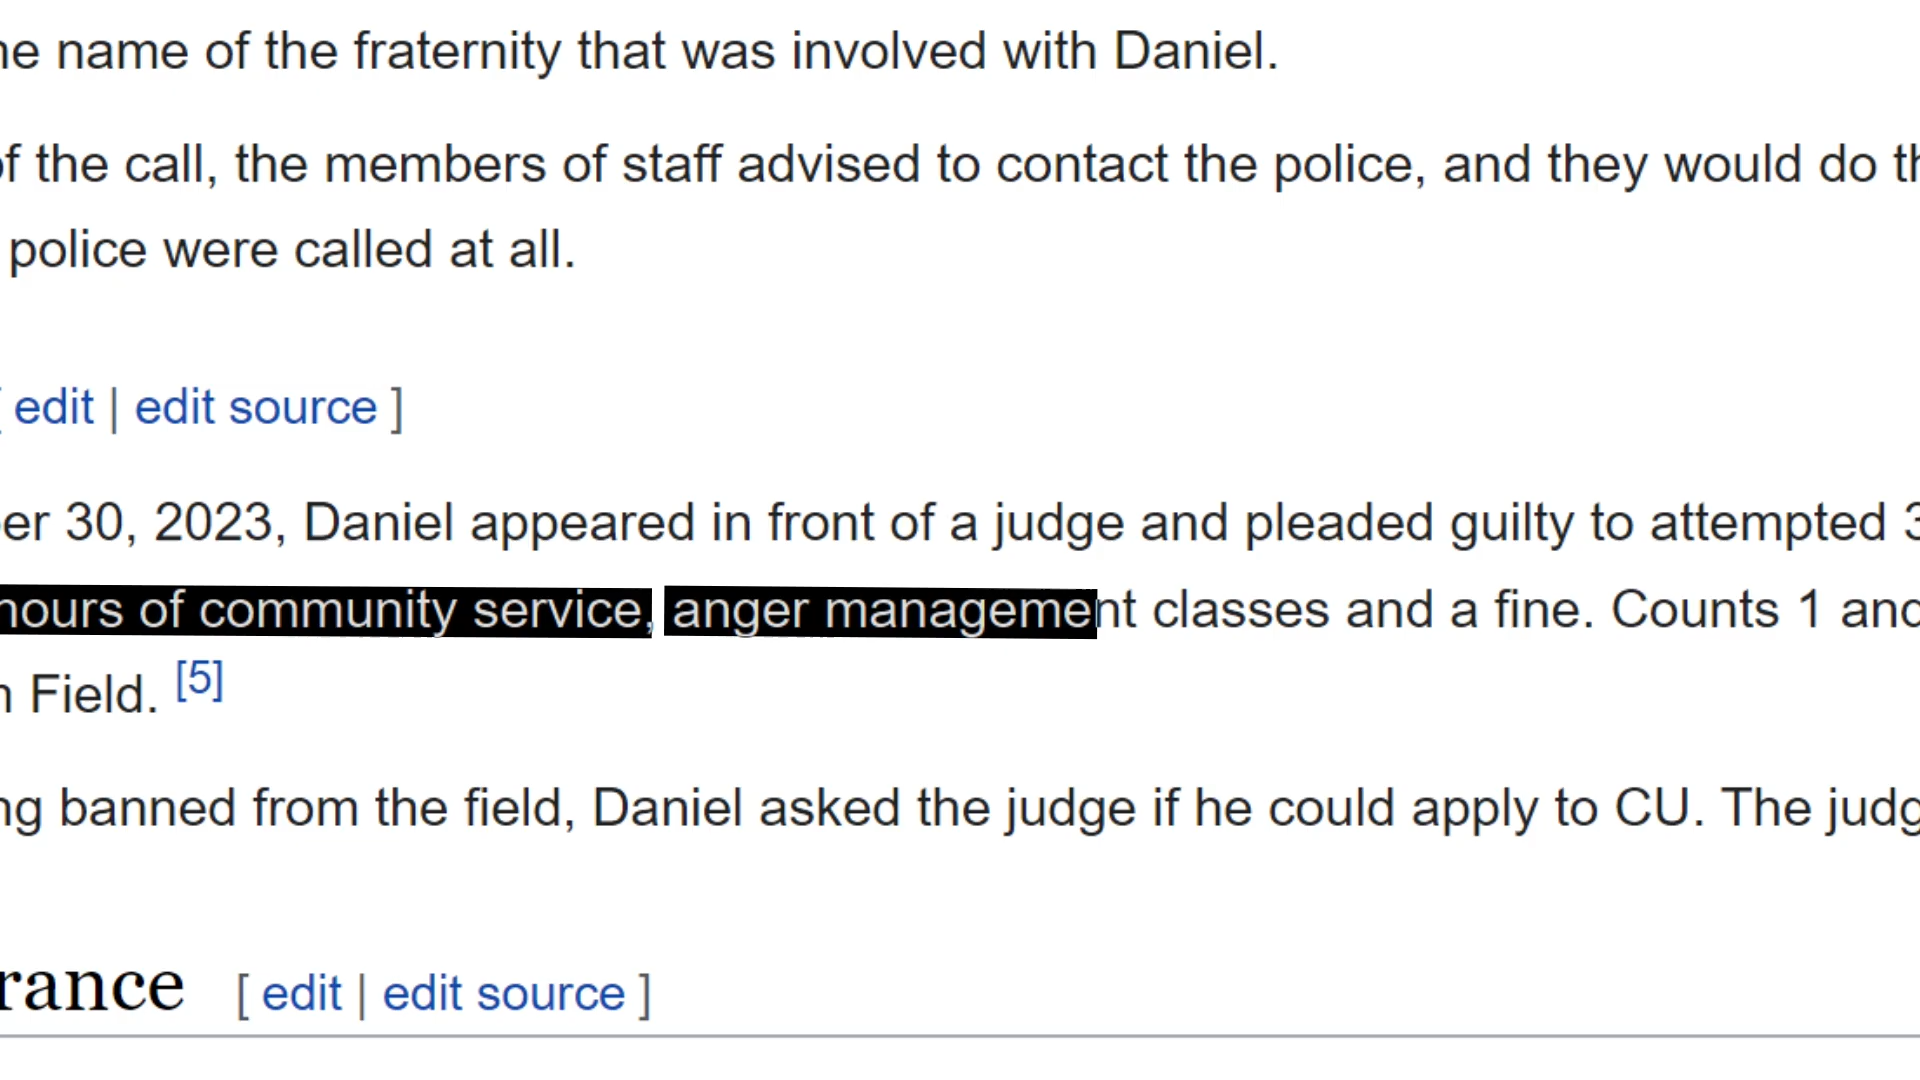 he name of the fraternity that was involved with Daniel.
of the call, the members of staff advised to contact the police, and they would do th
police were called at all.
[ edit | edit source ]
er 30, 2023, Daniel appeared in front of a judge and pleaded guilty to attempted 3
hours of community service, anger management classes and a fine. Counts 1 and
n Field. [5]
ng banned from the field, Daniel asked the judge if he could apply to CU. The judg
rance [ edit | edit source ]